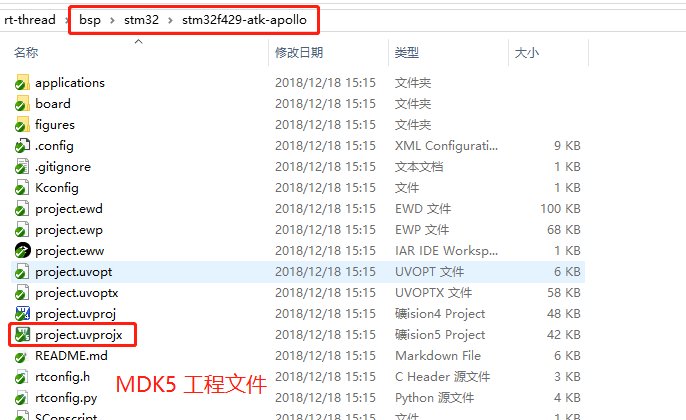 rt-thread > bsp > stm32 > stm32f429-atk-apollo
名称 修改日期 类型 大小
applications 2018/12/18 15:15 文件夹
board 2018/12/18 15:15 文件夹
figures 2018/12/18 15:15 文件夹
.config 2018/12/18 15:15 XML Configurati... 9 KB
.gitignore 2018/12/18 15:15 文本文档 1 KB
Kconfig 2018/12/18 15:15 文件 1 KB
project.ewd 2018/12/18 15:15 EWD 文件 100 KB
project.ewp 2018/12/18 15:15 EWP 文件 68 KB
project.eww 2018/12/18 15:15 IAR IDE Worksp... 1 KB
project.uvopt 2018/12/18 15:15 UVOPT 文件 6 KB
project.uvoptx 2018/12/18 15:15 UVOPTX 文件 58 KB
project.uvproj 2018/12/18 15:15 礦ision4 Project 48 KB
project.uvprojx 2018/12/18 15:15 礦ision5 Project 42 KB
README.md 2018/12/18 15:15 Markdown File 6 KB
rtconfig.h 2018/12/18 15:15 C Header 源文件 3 KB
MDK5 工程文件
rtconfig.py 2018/12/18 15:15 Python 源文件 4 KB
SConscript 2018/12/18 15:15 文件 1 KB